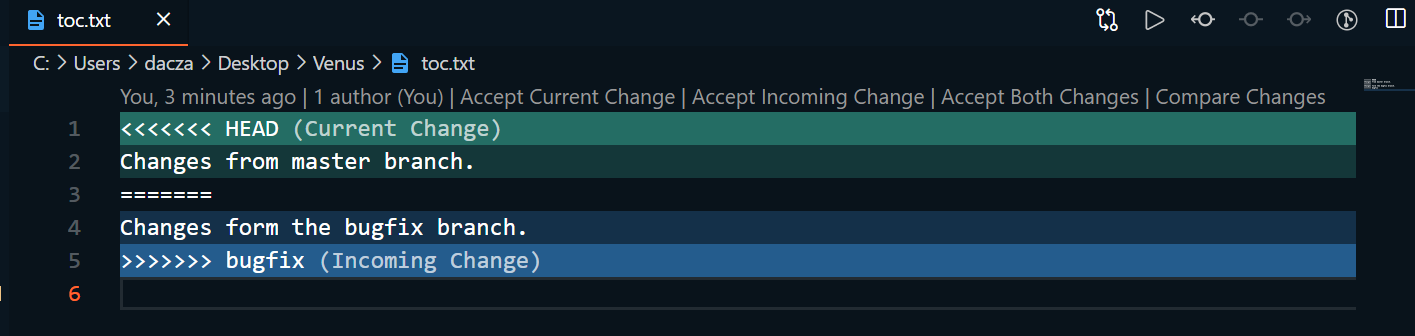 toc.txt
C: > Users > dacza > Desktop > Venus > toc.txt
You, 3 minutes ago | 1 author (You) | Accept Current Change | Accept Incoming Change | Accept Both Changes | Compare Changes
1 <<<<<<< HEAD (Current Change)
2 Changes from master branch.
3 =======
4 Changes form the bugfix branch.
5 >>>>>>> bugfix (Incoming Change)
6